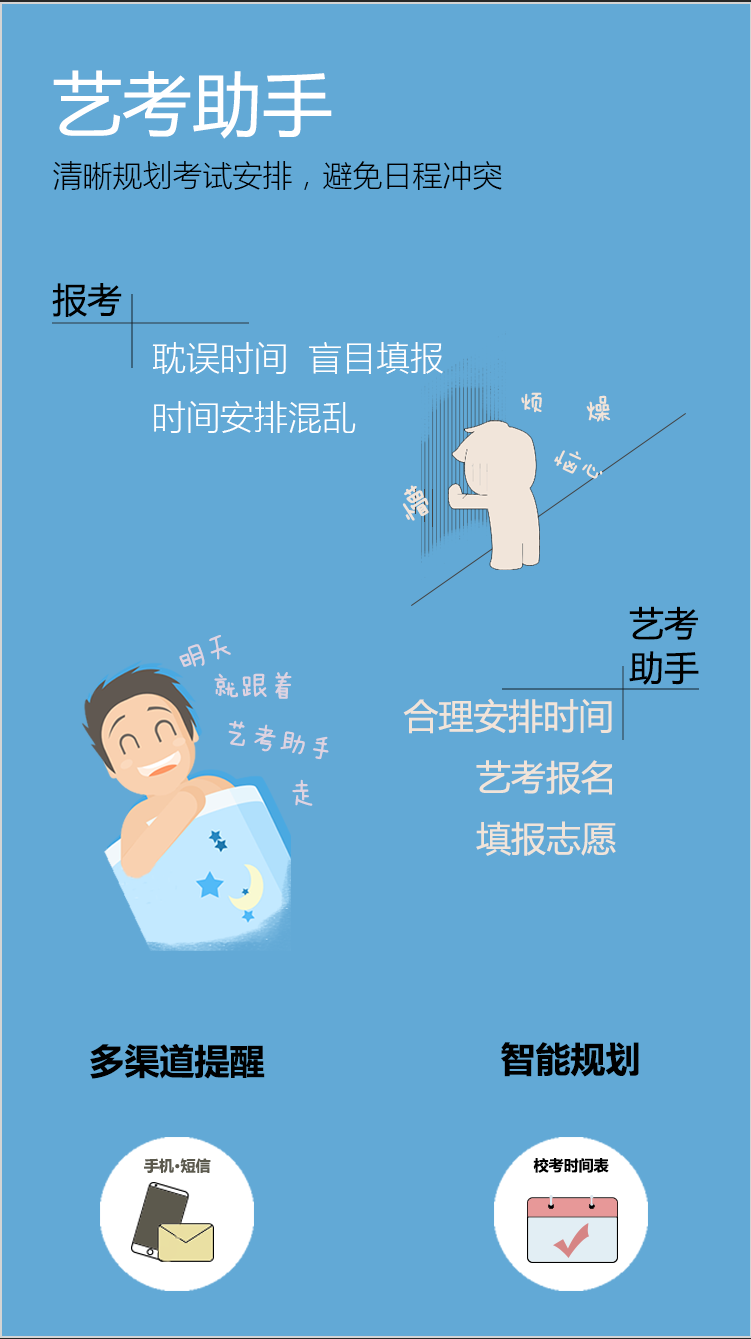 艺考助手
清晰规划考试安排，避免日程冲突
报考
耽误时间 盲目填报
时间安排混乱
烦
燥
恼心
懵
艺考
助手
合理安排时间
艺考报名
填报志愿
明天
就跟着
艺考助手
走
多渠道提醒
智能规划
手机·短信
校考时间表